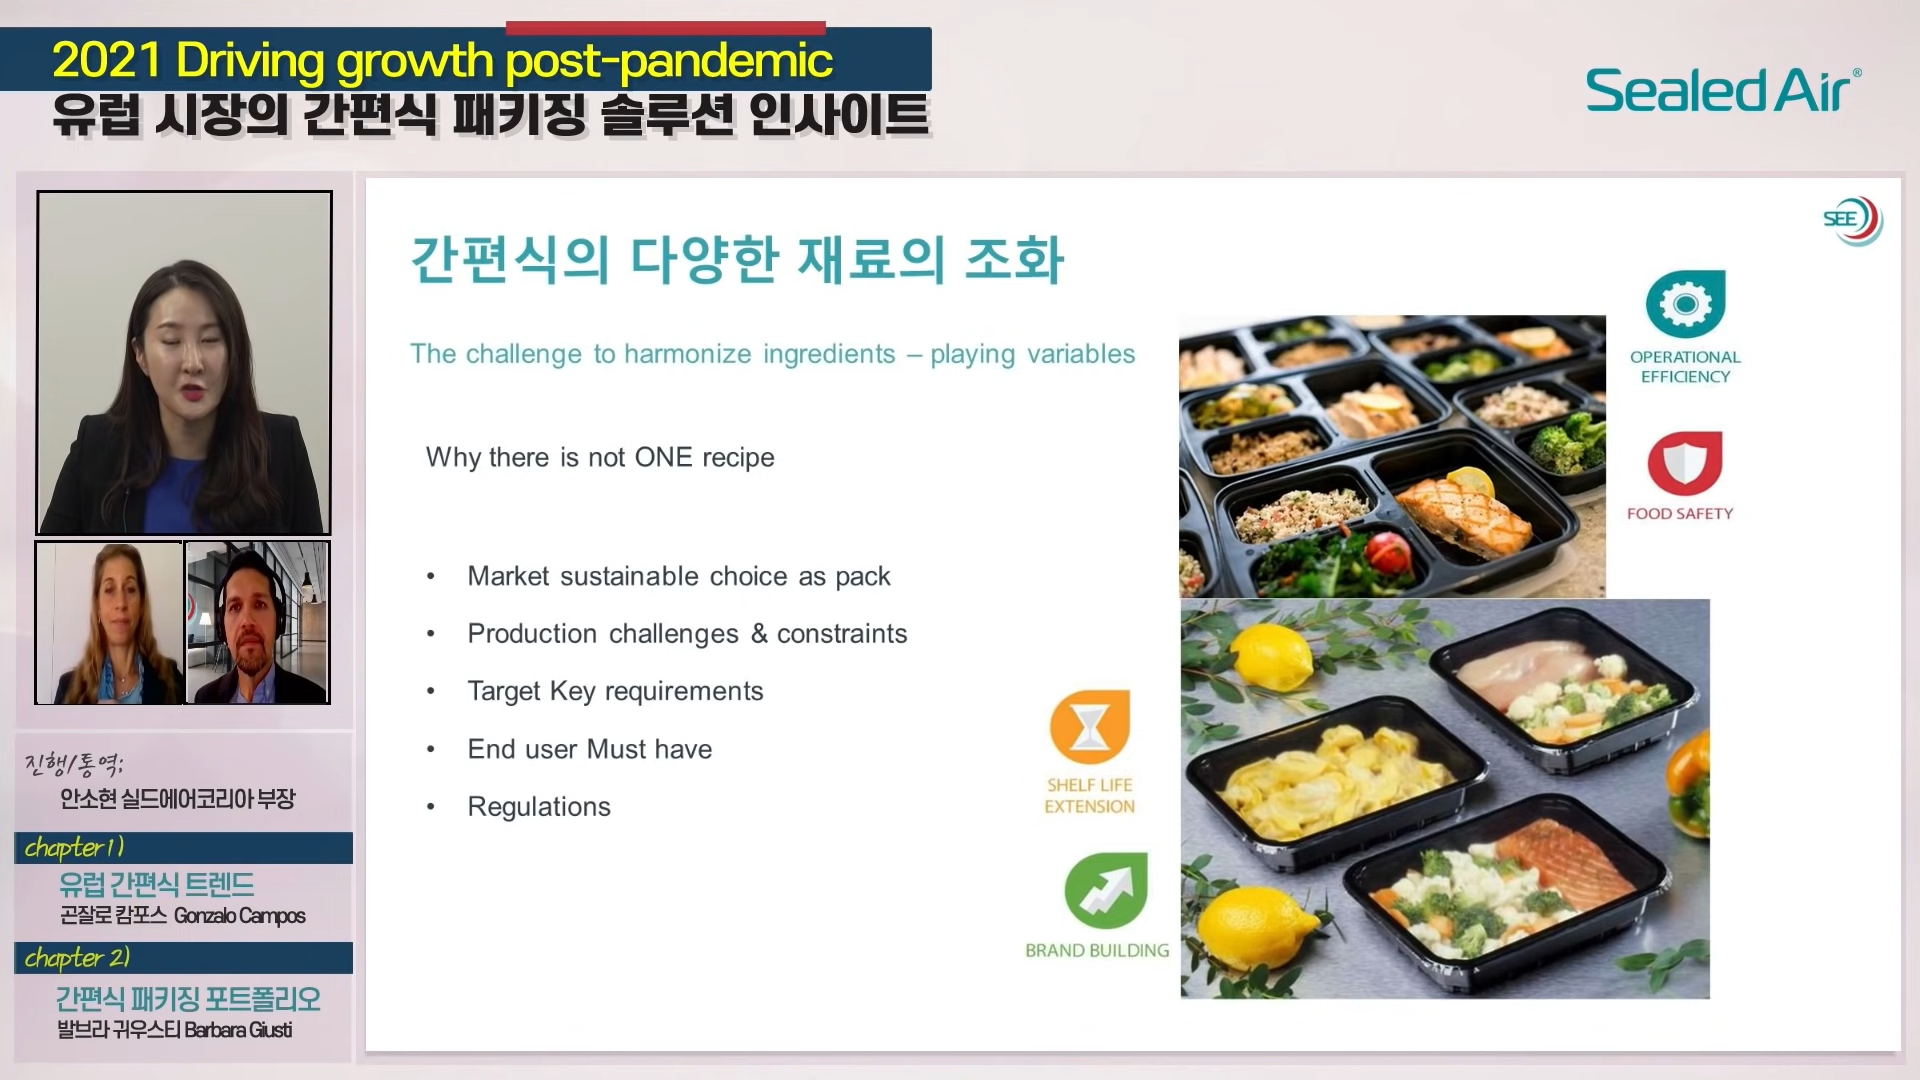 2021 Driving growth post-pandemic
유럽 시장의 간편식 패키징 솔루션 인사이트
Sealed Air®
진행/통역;
안소현 실드에어코리아 부장
chapter 1)
유럽 간편식 트렌드
곤잘로 캄포스 Gonzalo Campos
chapter 2)
간편식 패키징 포트폴리오
발브라 귀우스티 Barbara Giusti
SEE
간편식의 다양한 재료의 조화
The challenge to harmonize ingredients – playing variables
Why there is not ONE recipe
• Market sustainable choice as pack
• Production challenges & constraints
• Target Key requirements
• End user Must have
• Regulations
OPERATIONAL
EFFICIENCY
FOOD SAFETY
SHELF LIFE
EXTENSION
BRAND BUILDING